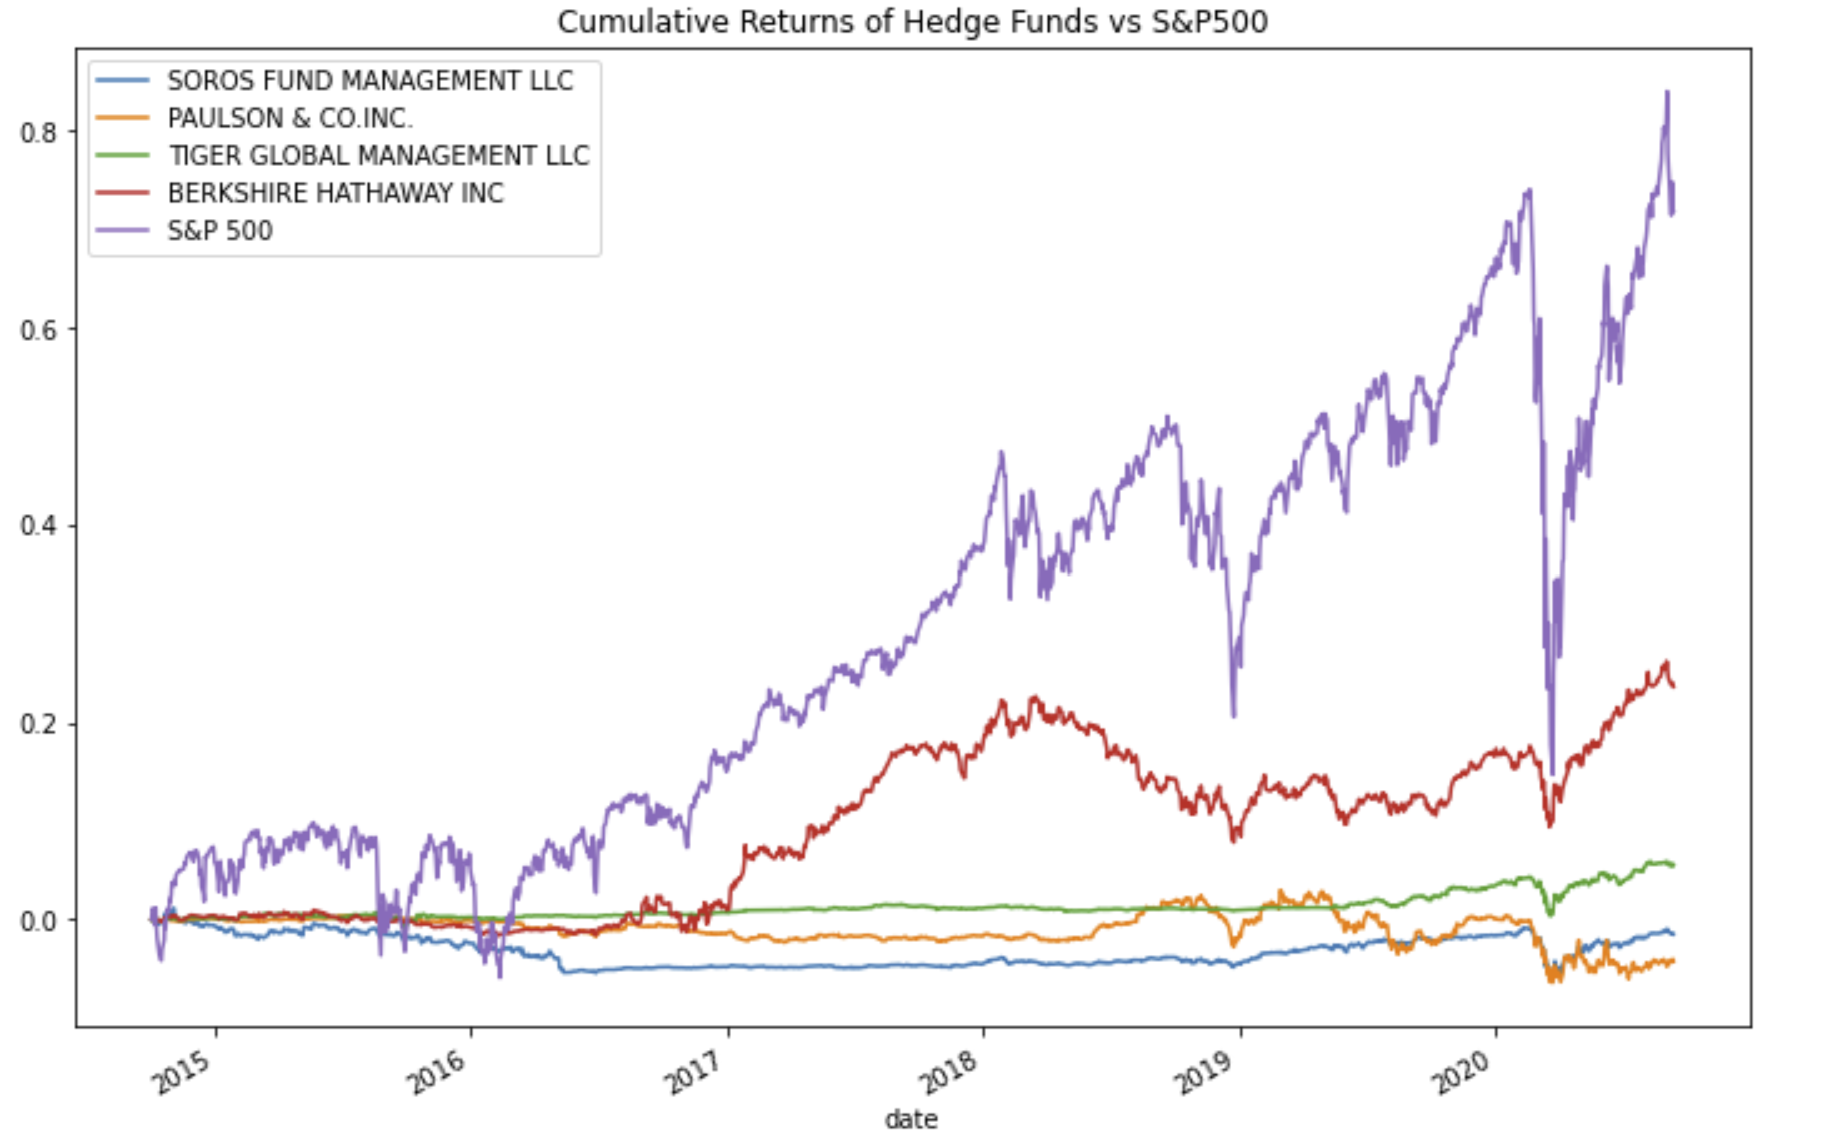 Cumulative Returns of Hedge Funds vs S&P500
SOROS FUND MANAGEMENT LLC
PAULSON & CO.INC.
TIGER GLOBAL MANAGEMENT LLC
BERKSHIRE HATHAWAY INC
S&P 500
0.8
0.6
0.4
0.2
0.0
2015
2016
2017
2018
2019
2020
date